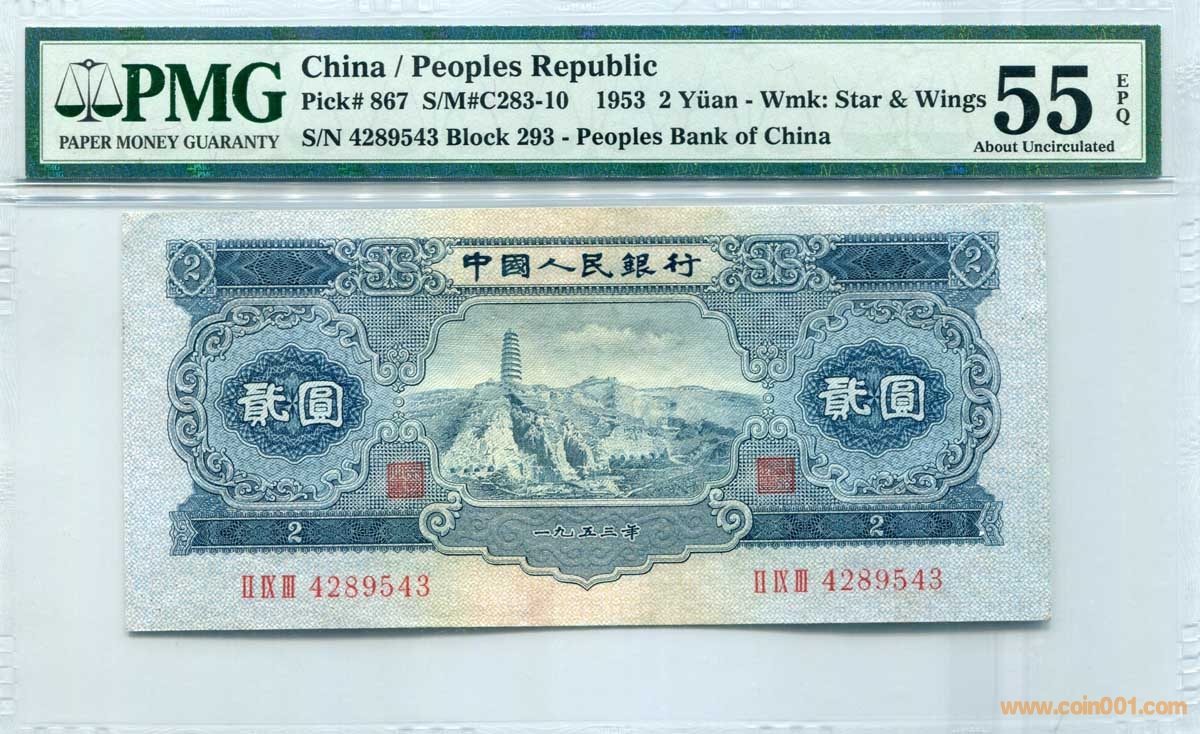 PMG
PAPER MONEY GUARANTY
China / Peoples Republic
Pick# 867 S/M#C283-10 1953 2 Yüan - Wmk: Star & Wings
S/N 4289543 Block 293 - Peoples Bank of China
55
EPQ
About Uncirculated
2 中國人民銀行 2
貳圓 貳圓
2 一九五三年 2
II IX III 4289543 II IX III 4289543
www.coin001.com